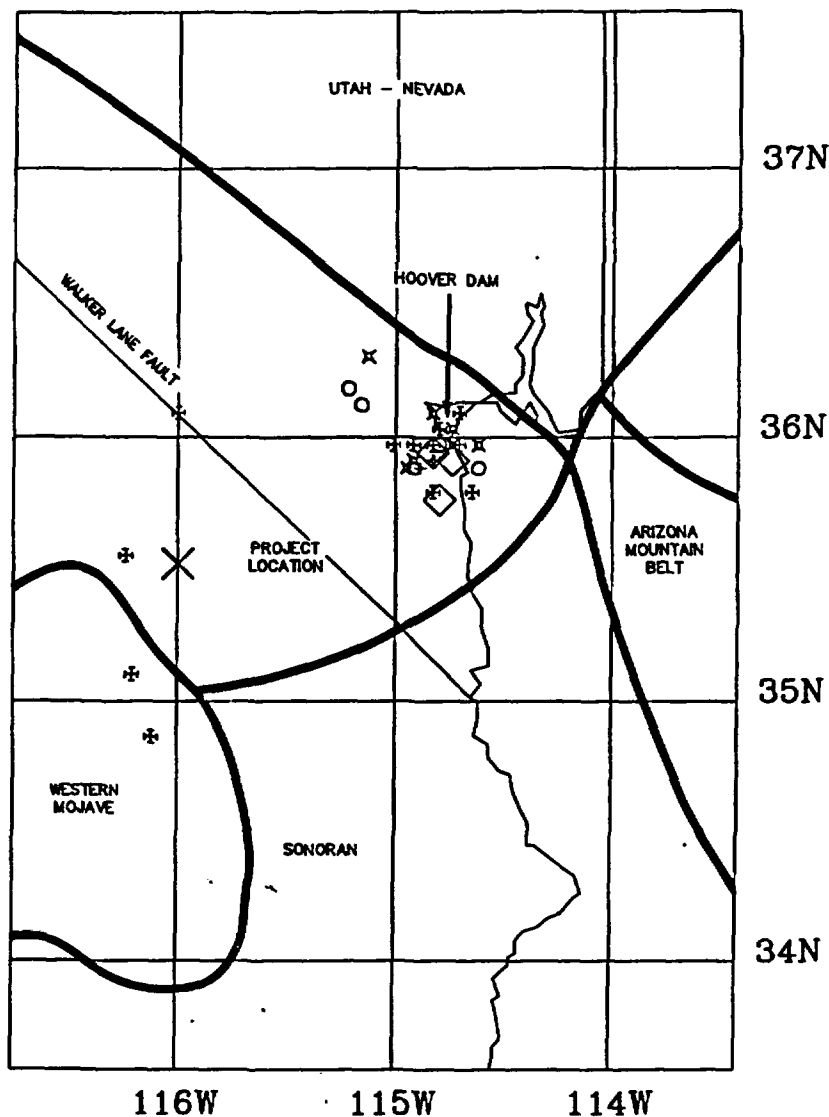 UTAH - NEVADA
37N
HOOVER DAM
WALKER LANE FAULT
36N
PROJECT
LOCATION
ARIZONA
MOUNTAIN
BELT
35N
WESTERN
MOJAVE
SONORAN
34N
116W 115W 114W